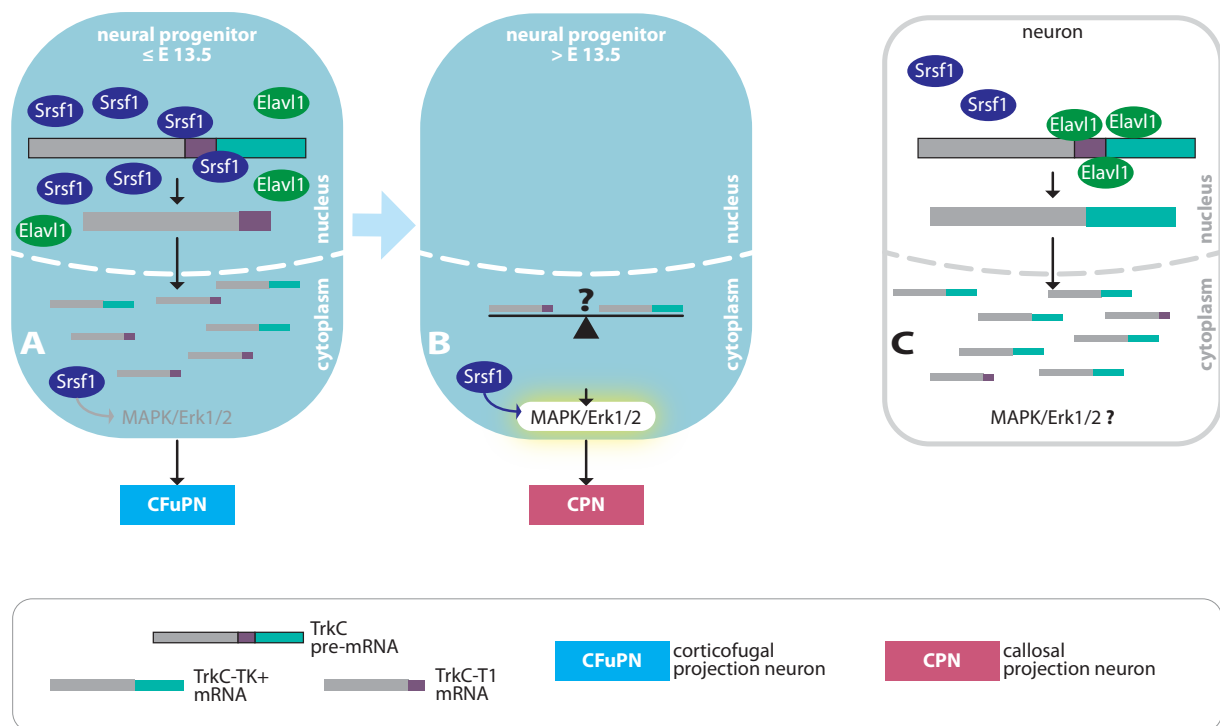 neural progenitor
≤ E 13.5
Srsf1
Srsf1
Srsf1
Srsf1
Srsf1
Srsf1
Elavl1
Elavl1
Elavl1
nucleus
cytoplasm
A
Srsf1
MAPK/Erk1/2
CFuPN
neural progenitor
> E 13.5
nucleus
cytoplasm
?
B
Srsf1
MAPK/Erk1/2
CPN
neuron
Srsf1
Srsf1
Elavl1
Elavl1
Elavl1
nucleus
cytoplasm
C
MAPK/Erk1/2 ?
TrkC
pre-mRNA
TrkC-TK+
mRNA
TrkC-T1
mRNA
CFuPN
corticofugal
projection neuron
CPN
callosal
projection neuron